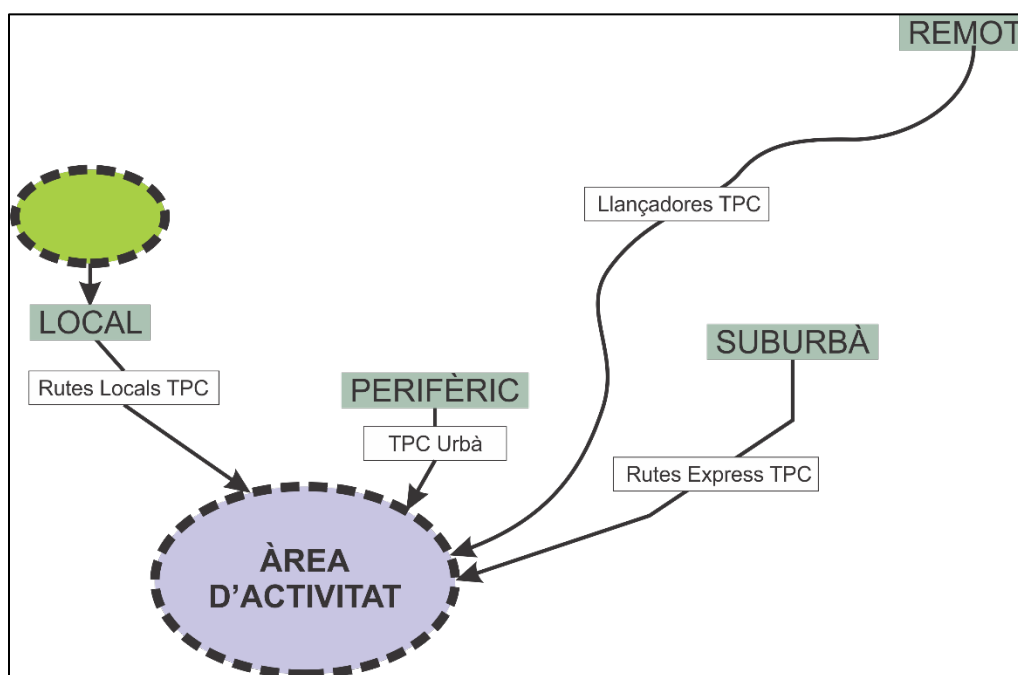 REMOT
Llançadores TPC
LOCAL
SUBURBÀ
Rutes Locals TPC
PERIFÈRIC
TPC Urbà
Rutes Express TPC
ÀREA
D’ACTIVITAT